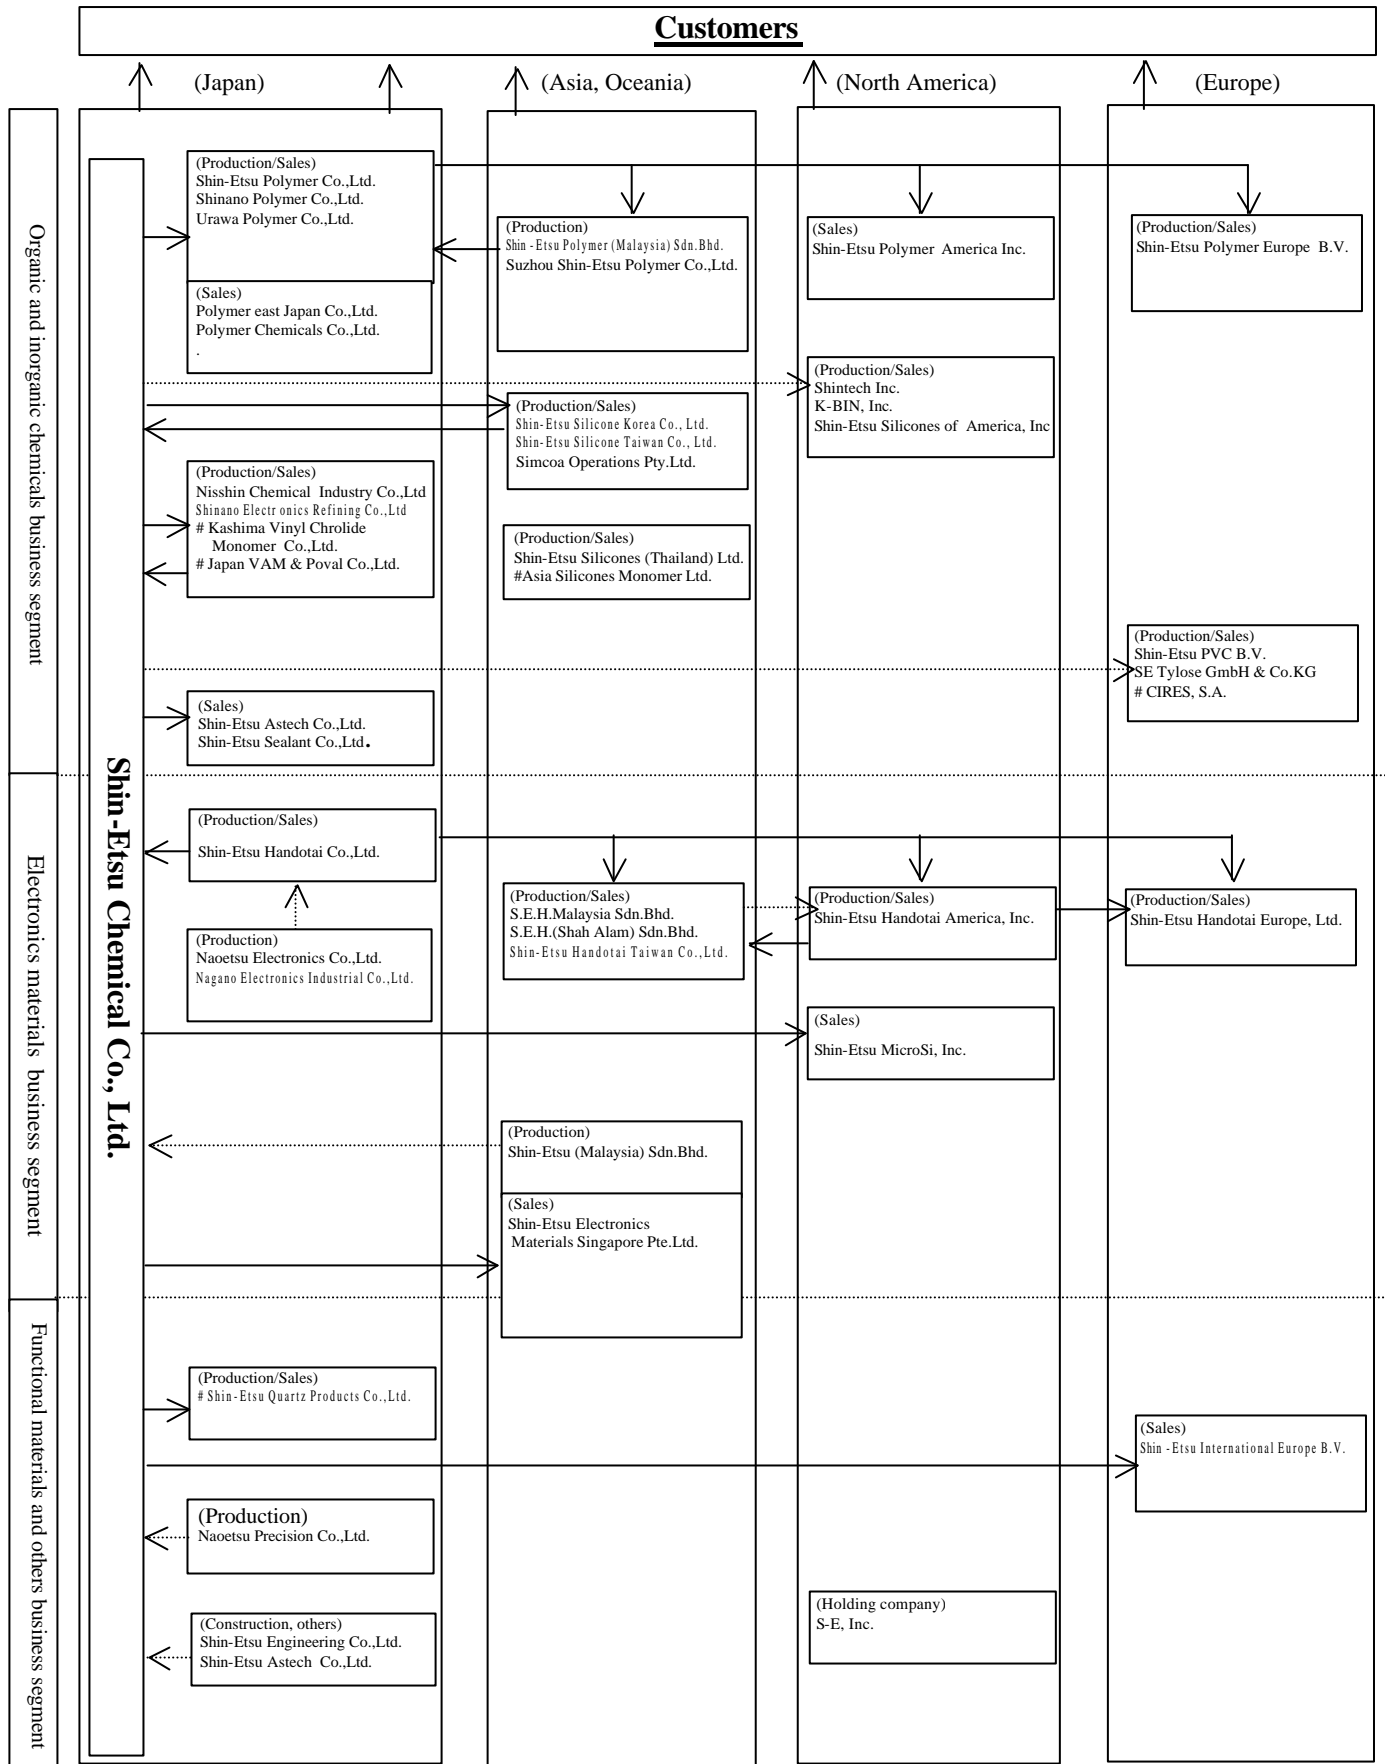 Customers
(Japan)
(Asia, Oceania)
(North America)
(Europe)
Organic and inorganic chemicals business segment
Shin-Etsu Chemical Co., Ltd.
(Production/Sales)
Shin-Etsu Polymer Co.,Ltd.
Shinano Polymer Co.,Ltd.
Urawa Polymer Co.,Ltd.
(Sales)
Polymer east Japan Co.,Ltd.
Polymer Chemicals Co.,Ltd.
.
(Production)
Shin-Etsu Polymer (Malaysia) Sdn.Bhd.
Suzhou Shin-Etsu Polymer Co.,Ltd.
(Sales)
Shin-Etsu Polymer America Inc.
(Production/Sales)
Shin-Etsu Polymer Europe B.V.
(Production/Sales)
Shintech Inc.
K-BIN, Inc.
Shin-Etsu Silicones of America, Inc
(Production/Sales)
Shin-Etsu Silicone Korea Co., Ltd.
Shin-Etsu Silicone Taiwan Co., Ltd.
Simcoa Operations Pty.Ltd.
(Production/Sales)
Nisshin Chemical Industry Co.,Ltd
Shinano Electronics Refining Co.,Ltd
# Kashima Vinyl Chrolide
Monomer Co.,Ltd.
# Japan VAM & Poval Co.,Ltd.
(Production/Sales)
Shin-Etsu Silicones (Thailand) Ltd.
#Asia Silicones Monomer Ltd.
(Production/Sales)
Shin-Etsu PVC B.V.
SE Tylose GmbH & Co.KG
# CIRES, S.A.
(Sales)
Shin-Etsu Astech Co.,Ltd.
Shin-Etsu Sealant Co.,Ltd.
Electronics materials business segment
(Production/Sales)
Shin-Etsu Handotai Co.,Ltd.
(Production)
Naoetsu Electronics Co.,Ltd.
Nagano Electronics Industrial Co.,Ltd.
(Production/Sales)
S.E.H.Malaysia Sdn.Bhd.
S.E.H.(Shah Alam) Sdn.Bhd.
Shin-Etsu Handotai Taiwan Co.,Ltd.
(Production/Sales)
Shin-Etsu Handotai America, Inc.
(Production/Sales)
Shin-Etsu Handotai Europe, Ltd.
(Sales)
Shin-Etsu MicroSi, Inc.
(Production)
Shin-Etsu (Malaysia) Sdn.Bhd.
(Sales)
Shin-Etsu Electronics
Materials Singapore Pte.Ltd.
Functional materials and others business segment
(Production/Sales)
# Shin-Etsu Quartz Products Co.,Ltd.
(Sales)
Shin-Etsu International Europe B.V.
(Production)
Naoetsu Precision Co.,Ltd.
(Holding company)
S-E, Inc.
(Construction, others)
Shin-Etsu Engineering Co.,Ltd.
Shin-Etsu Astech Co.,Ltd.